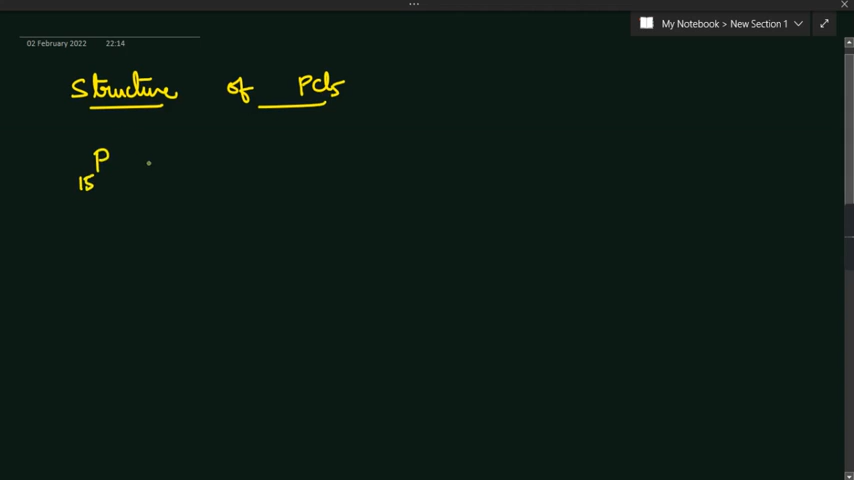 My Notebook > New Section 1
02 February 2022 22:14
Structure of PCl5
15P